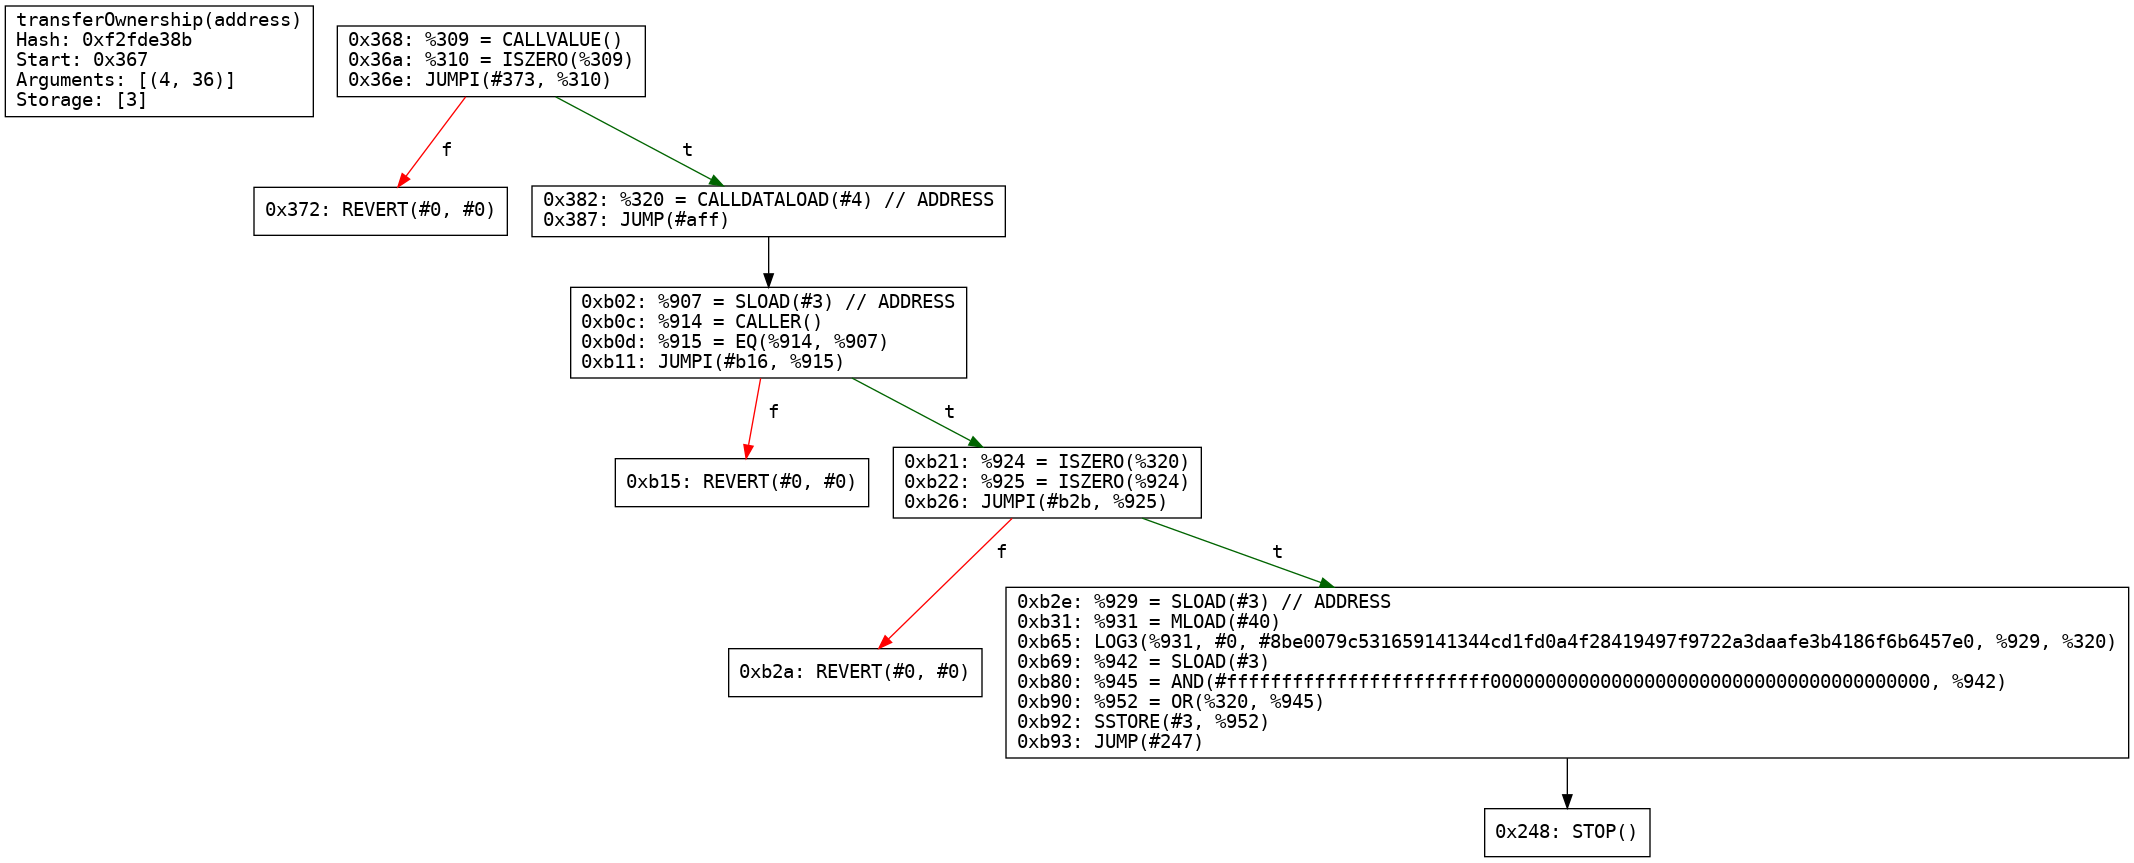 transferOwnership(address)
Hash: 0xf2fde38b
Start: 0x367
Arguments: [(4, 36)]
Storage: [3]
0x368: %309 = CALLVALUE()
0x36a: %310 = ISZERO(%309)
0x36e: JUMPI(#373, %310)
f
t
0x372: REVERT(#0, #0)
0x382: %320 = CALLDATALOAD(#4) // ADDRESS
0x387: JUMP(#aff)
0xb02: %907 = SLOAD(#3) // ADDRESS
0xb0c: %914 = CALLER()
0xb0d: %915 = EQ(%914, %907)
0xb11: JUMPI(#b16, %915)
f
t
0xb15: REVERT(#0, #0)
0xb21: %924 = ISZERO(%320)
0xb22: %925 = ISZERO(%924)
0xb26: JUMPI(#b2b, %925)
f
t
0xb2a: REVERT(#0, #0)
0xb2e: %929 = SLOAD(#3) // ADDRESS
0xb31: %931 = MLOAD(#40)
0xb65: LOG3(%931, #0, #8be0079c531659141344cd1fd0a4f28419497f9722a3daafe3b4186f6b6457e0, %929, %320)
0xb69: %942 = SLOAD(#3)
0xb80: %945 = AND(#ffffffffffffffffffffffff0000000000000000000000000000000000000000, %942)
0xb90: %952 = OR(%320, %945)
0xb92: SSTORE(#3, %952)
0xb93: JUMP(#247)
0x248: STOP()